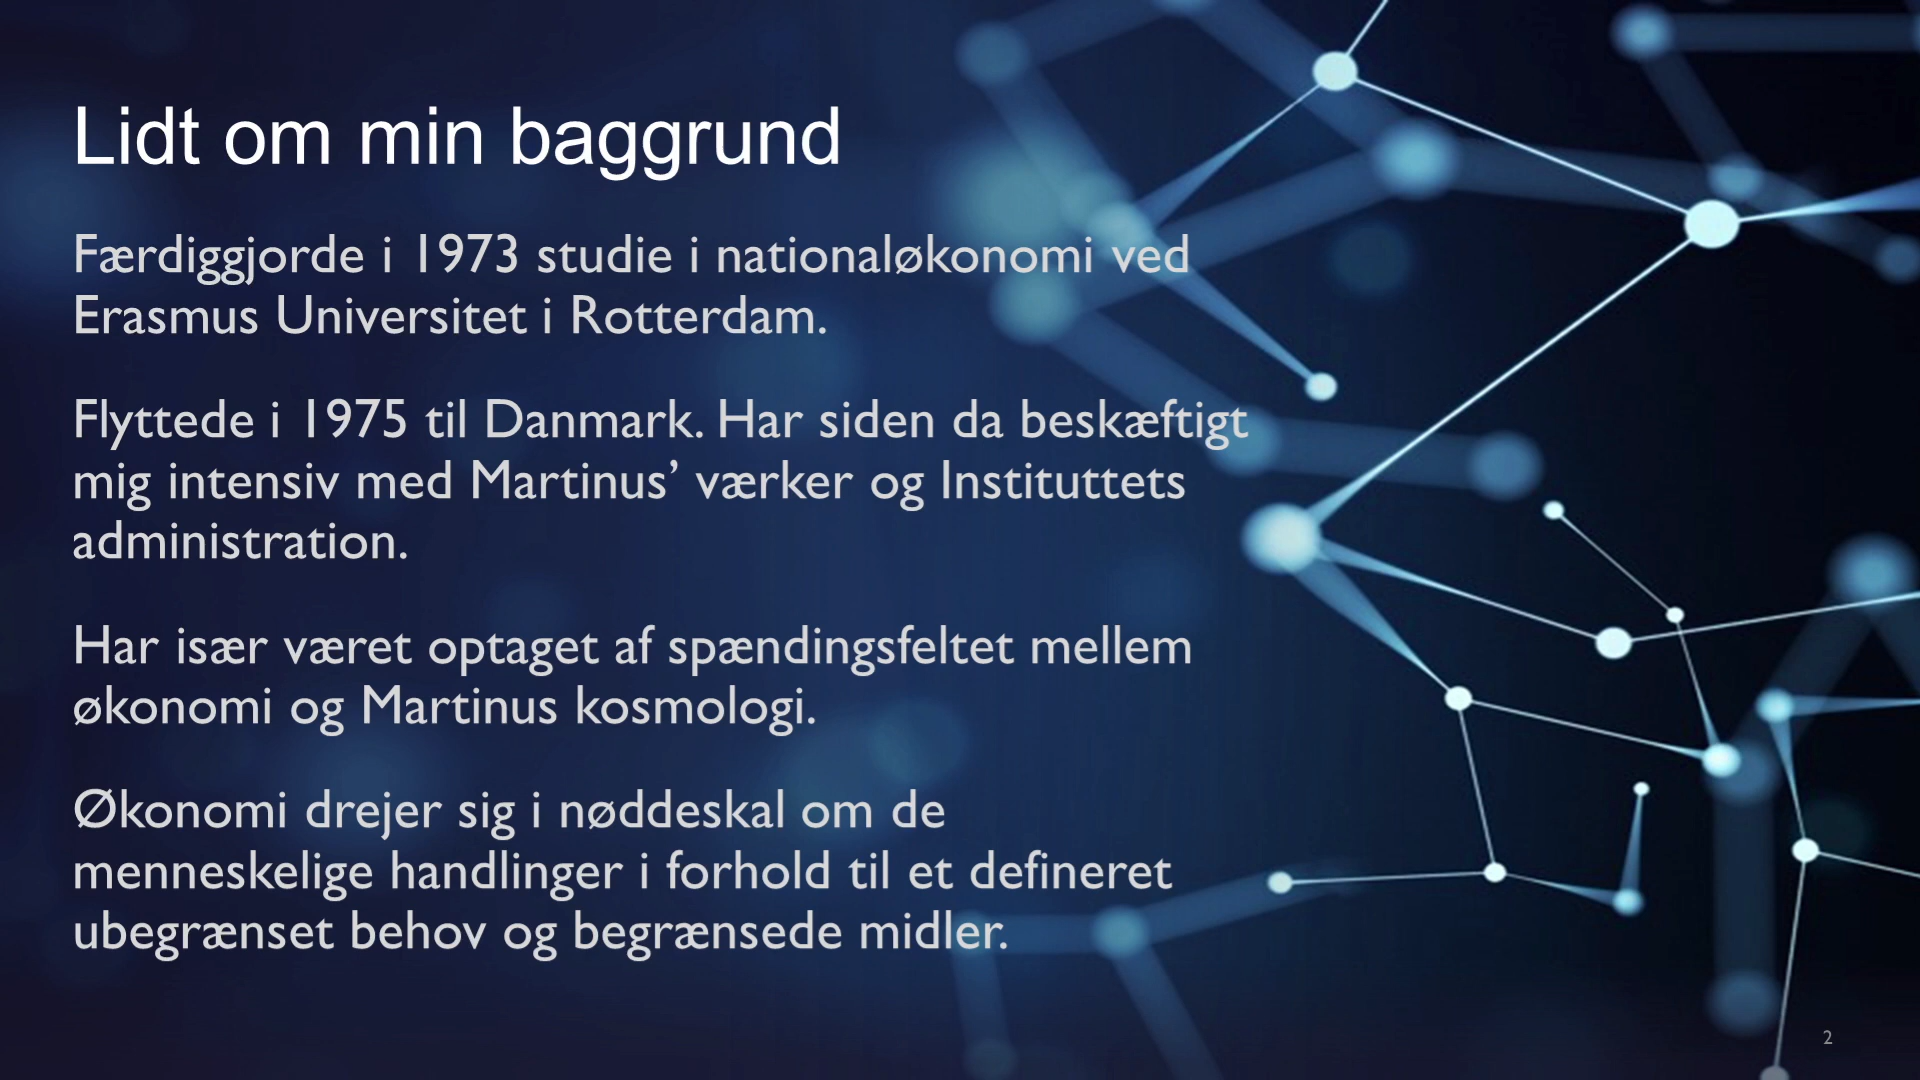 Lidt om min baggrund
Færdiggjorde i 1973 studie i nationaløkonomi ved
Erasmus Universitet i Rotterdam.
Flyttede i 1975 til Danmark. Har siden da beskæftigt
mig intensiv med Martinus’ værker og Instituttets
administration.
Har især været optaget af spændingsfeltet mellem
økonomi og Martinus kosmologi.
Økonomi drejer sig i nøddeskal om de
menneskelige handlinger i forhold til et defineret
ubegrænset behov og begrænsede midler.
2